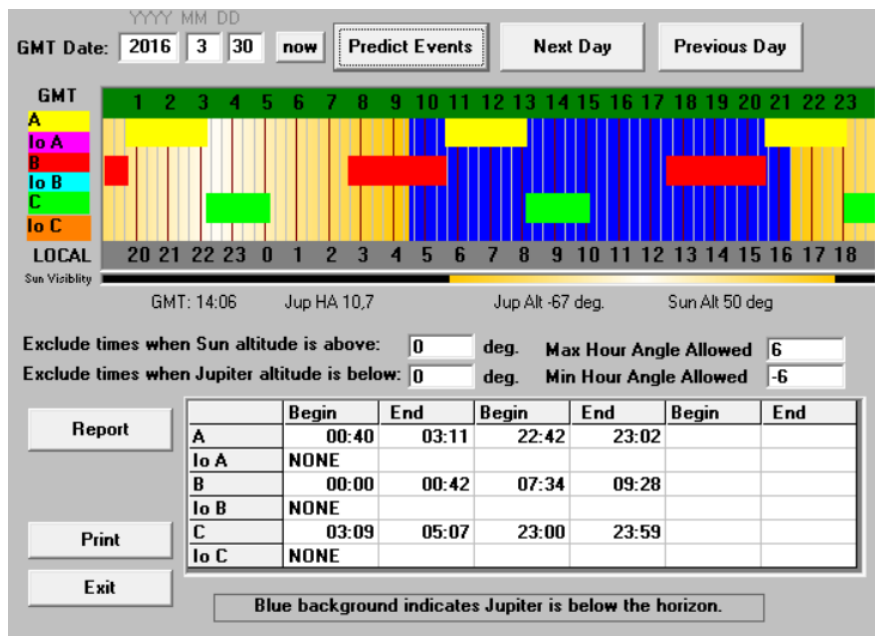 YYYY MM DD
GMT Date: 2016 3 30 now Predict Events Next Day Previous Day
GMT 1 2 3 4 5 6 7 8 9 10 11 12 13 14 15 16 17 18 19 20 21 22 23
A
Io A
B
Io B
C
Io C
LOCAL 20 21 22 23 0 1 2 3 4 5 6 7 8 9 10 11 12 13 14 15 16 17 18
Sun Visiblity
GMT: 14:06 Jup HA 10,7 Jup Alt -67 deg. Sun Alt 50 deg
Exclude times when Sun altitude is above: 0 deg. Max Hour Angle Allowed 6
Exclude times when Jupiter altitude is below: 0 deg. Min Hour Angle Allowed -6
Report
Begin End Begin End Begin End
A 00:40 03:11 22:42 23:02
Io A NONE
B 00:00 00:42 07:34 09:28
Io B NONE
C 03:09 05:07 23:00 23:59
Io C NONE
Print
Exit
Blue background indicates Jupiter is below the horizon.